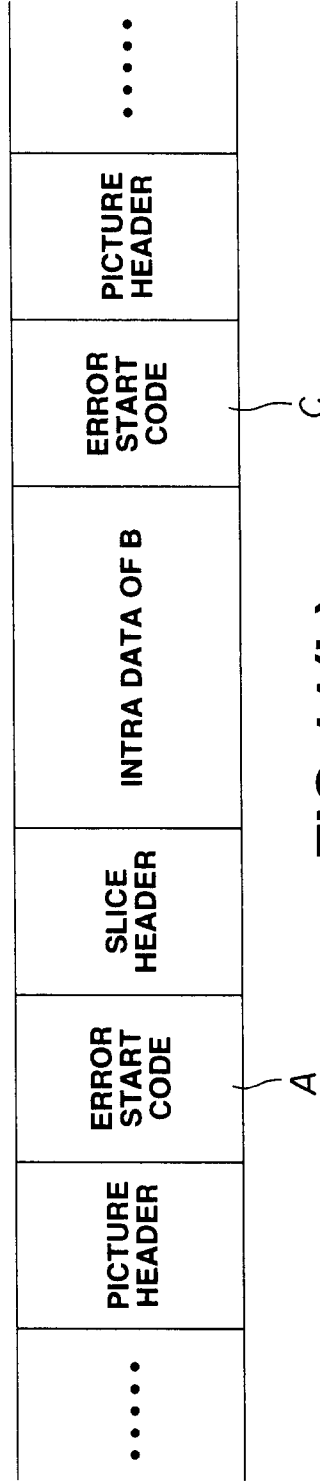 •••••
PICTURE
HEADER
ERROR
START
CODE
SLICE
HEADER
INTRA DATA OF B
ERROR
START
CODE
PICTURE
HEADER
•••••
A
C